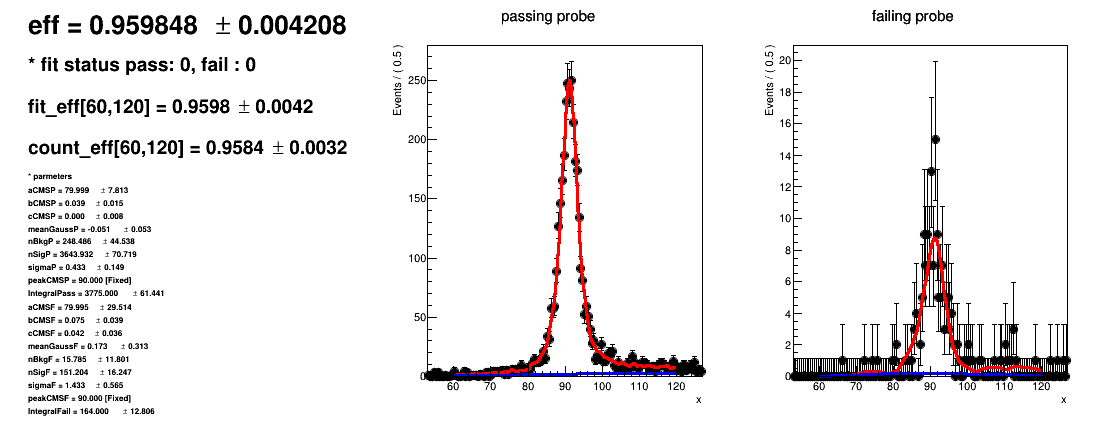 eff = 0.959848 ± 0.004208
* fit status pass: 0, fail : 0
fit_eff[60,120] = 0.9598 ± 0.0042
count_eff[60,120] = 0.9584 ± 0.0032
* parmeters
aCMSP = 79.999 ± 7.813
bCMSP = 0.039 ± 0.015
cCMSP = 0.000 ± 0.008
meanGaussP = -0.051 ± 0.053
nBkgP = 248.486 ± 44.538
nSigP = 3643.932 ± 70.719
sigmaP = 0.433 ± 0.149
peakCMSP = 90.000 [Fixed]
IntegralPass = 3775.000 ± 61.441
aCMSF = 79.995 ± 29.514
bCMSF = 0.075 ± 0.039
cCMSF = 0.042 ± 0.036
meanGaussF = 0.173 ± 0.313
nBkgF = 15.785 ± 11.801
nSigF = 151.204 ± 16.247
sigmaF = 1.433 ± 0.565
peakCMSF = 90.000 [Fixed]
IntegralFail = 164.000 ± 12.806
passing probe
Events / ( 0.5 )
250
200
150
100
50
0
60 70 80 90 100 110 120
x
failing probe
Events / ( 0.5 )
20
18
16
14
12
10
8
6
4
2
0
60 70 80 90 100 110 120
x